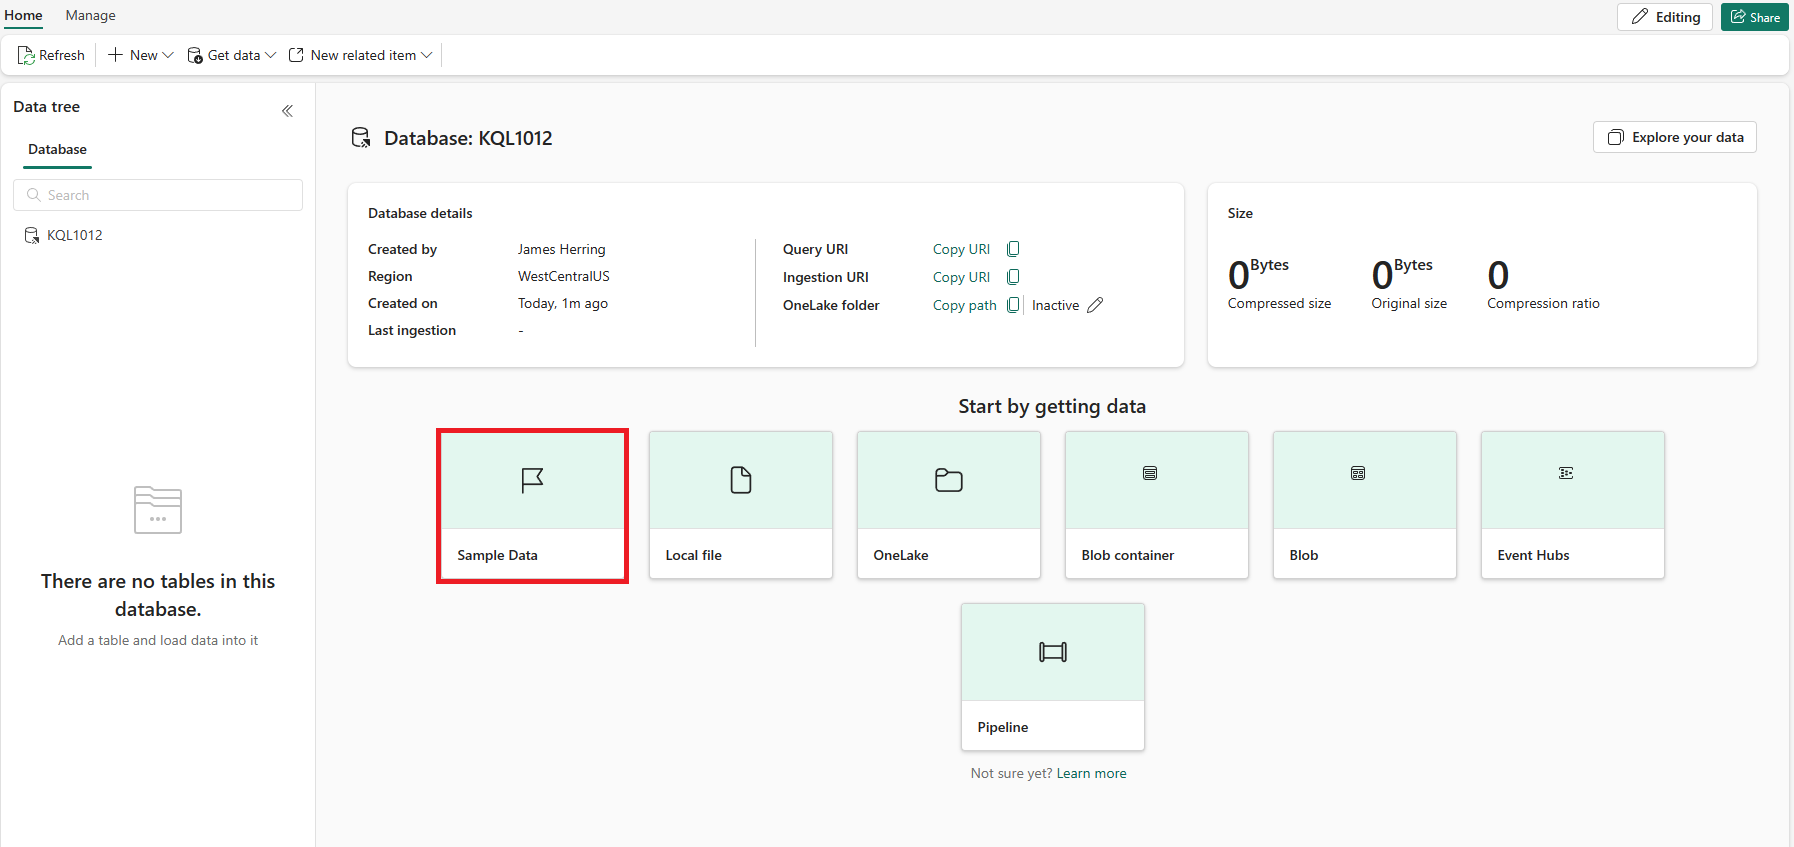 Home Manage Editing Share
Refresh New Get data New related item
Data tree
Database
Search
KQL1012
There are no tables in this
database.
Add a table and load data into it
Database: KQL1012 Explore your data
Database details
Created by James Herring
Region WestCentralUS
Created on Today, 1m ago
Last ingestion -
Query URI Copy URI
Ingestion URI Copy URI
OneLake folder Copy path Inactive
Size
0 Bytes 0 Bytes 0
Compressed size Original size Compression ratio
Start by getting data
Sample Data Local file OneLake Blob container Blob Event Hubs
Pipeline
Not sure yet? Learn more